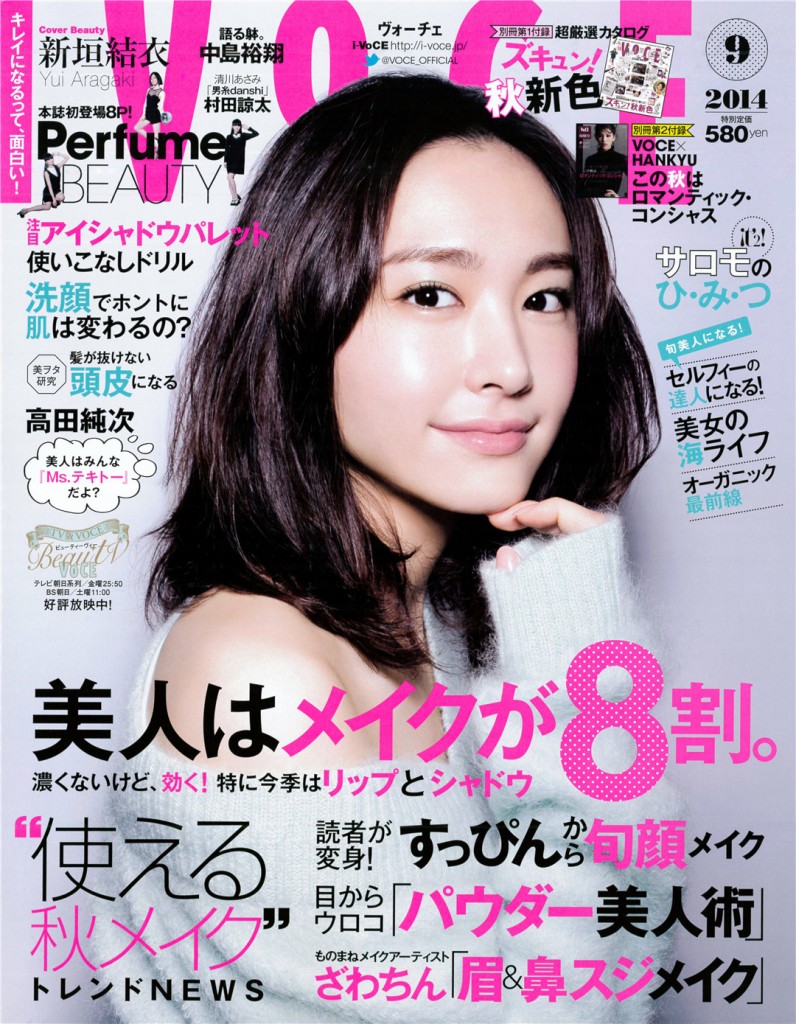 キレイになるって、面白い！
VOCE
Cover Beauty
新垣結衣
Yui Aragaki
本誌初登場8P！
Perfume
BEAUTY
語る躰。
中島裕翔
清川あさみ
「男糸danshi」
村田諒太
ヴォーチェ
i-VoCE http://i-voce.jp/
@VOCE_OFFICIAL
別冊第1付録 超厳選カタログ
ズキュン！
秋新色
VOCE
ズキュン！秋新色
9
2014
特別定価
580yen
別冊第2付録
VOCE×
HANKYU
この秋は
ロマンティック・
コンシャス
注目 アイシャドウパレット
使いこなしドリル
洗顔でホントに
肌は変わるの？
美ヲタ
研究
髪が抜けない
頭皮になる
高田純次
美人はみんな
『Ms.テキトー』
だよ？
TV☆VOCE
ビューティーヴォーチェ
BeauTV
VOCE
テレビ朝日系列／金曜25:50
BS朝日／土曜11:00
好評放映中！
it2!
サロモの
ひ・み・つ
旬美人になる！
セルフィーの
達人になる！
美女の
海ライフ
オーガニック
最前線
美人はメイクが8割。
濃くないけど、効く！ 特に今季はリップとシャドウ
“使える
秋メイク”
トレンドNEWS
読者が
変身！
すっぴんから旬顔メイク
目から
ウロコ
「パウダー美人術」
ものまねメイクアーティスト
ざわちん「眉&鼻スジメイク」